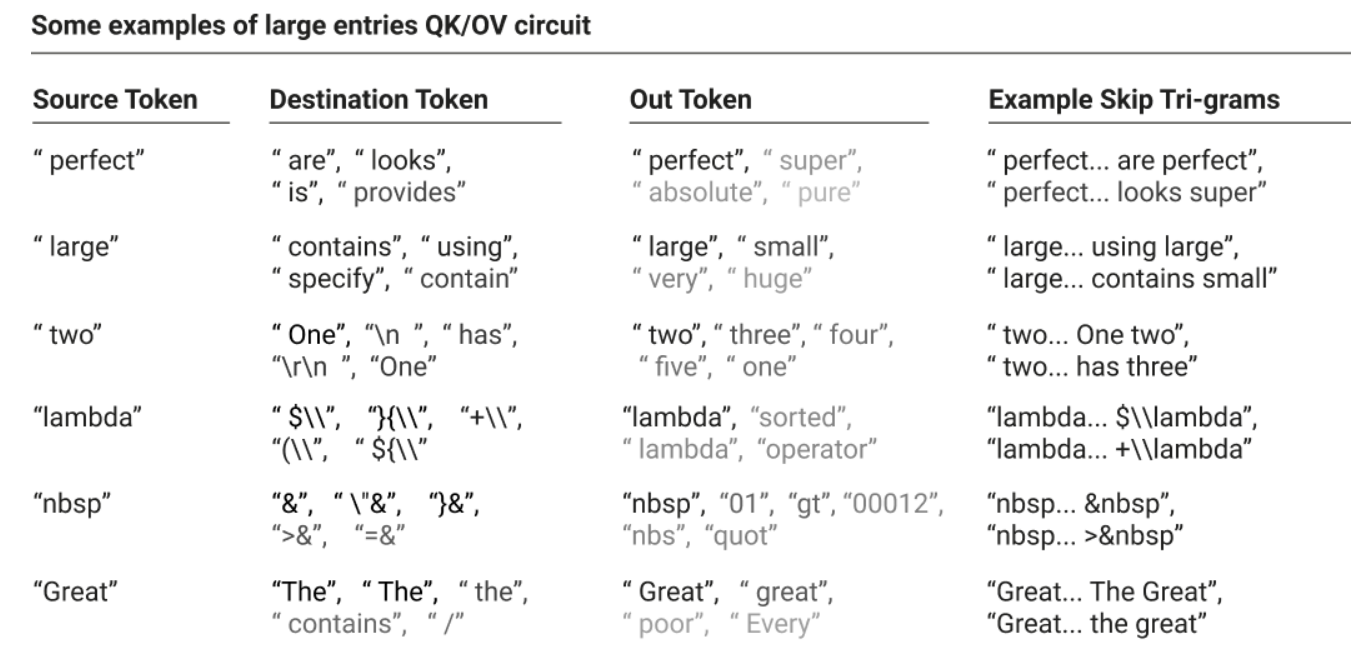 Some examples of large entries QK/OV circuit
Source Token Destination Token Out Token Example Skip Tri-grams
“ perfect” “ are”, “ looks”, “ perfect”, “ super”, “ perfect... are perfect”,
“ is”, “ provides” “ absolute”, “ pure” “ perfect... looks super”
“ large” “ contains”, “ using”, “ large”, “ small”, “ large... using large”,
“ specify”, “ contain” “ very”, “ huge” “ large... contains small”
“ two” “ One”, “\n ”, “ has”, “ two”, “ three”, “ four”, “ two... One two”,
“\r\n ”, “One” “ five”, “ one” “ two... has three”
“lambda” “ $\\”, “}{\\”, “+\\”, “lambda”, “sorted”, “lambda... $\\lambda”,
“(\\”, “ ${\\” “ lambda”, “operator” “lambda... +\\lambda”
“nbsp” “&”, “ \"&”, “}&”, “nbsp”, “01”, “gt”, “00012”, “nbsp... &nbsp”,
“>&”, “=&” “nbs”, “quot” “nbsp... >&nbsp”
“Great” “The”, “ The”, “ the”, “ Great”, “ great”, “Great... The Great”,
“ contains”, “ /” “ poor”, “ Every” “Great... the great”